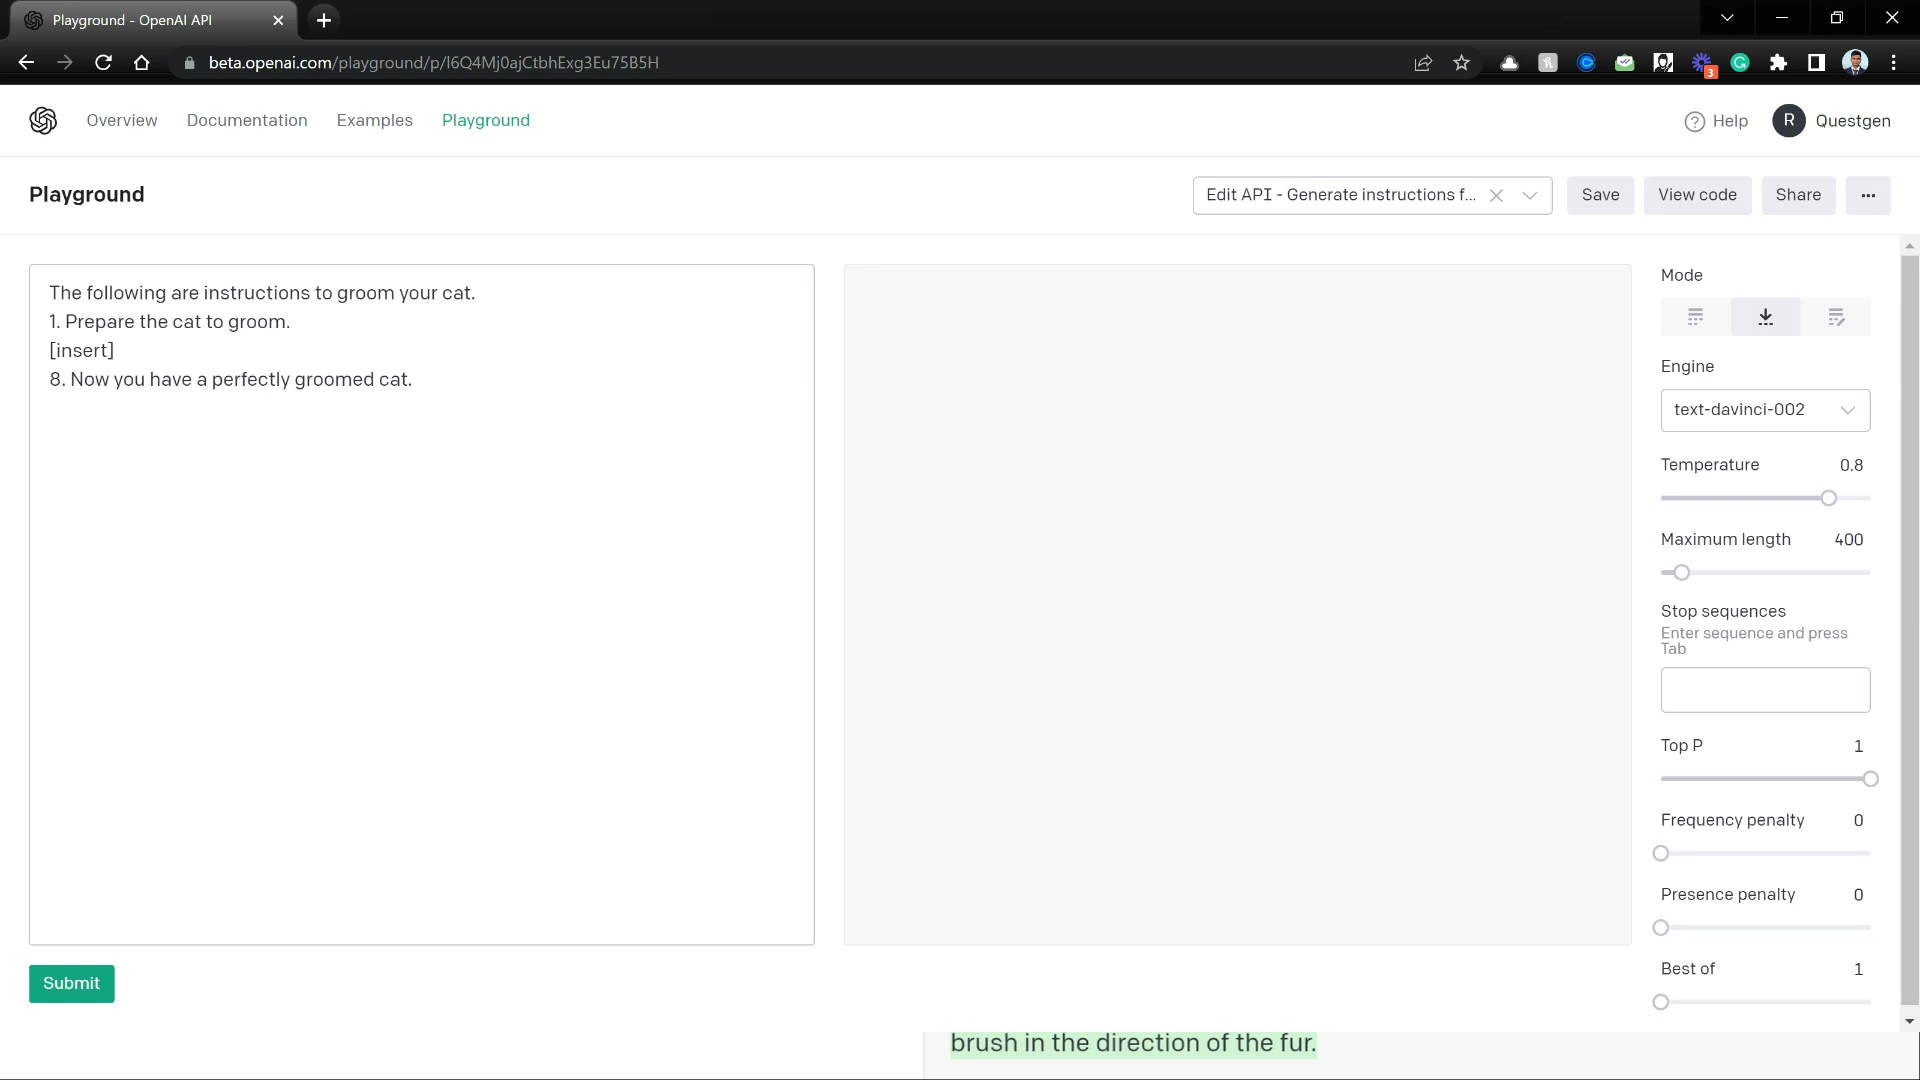 Playground - OpenAI API
beta.openai.com/playground/p/l6Q4Mj0ajCtbhExg3Eu75B5H
3
Overview
Documentation
Examples
Playground
Help
R
Questgen
Playground
Edit API - Generate instructions f...
Save
View code
Share
...
The following are instructions to groom your cat.
1. Prepare the cat to groom.
[insert]
8. Now you have a perfectly groomed cat.
Mode
Engine
text-davinci-002
Temperature 0.8
Maximum length 400
Stop sequences
Enter sequence and press
Tab
Top P 1
Frequency penalty 0
Presence penalty 0
Best of 1
Submit
brush in the direction of the fur.